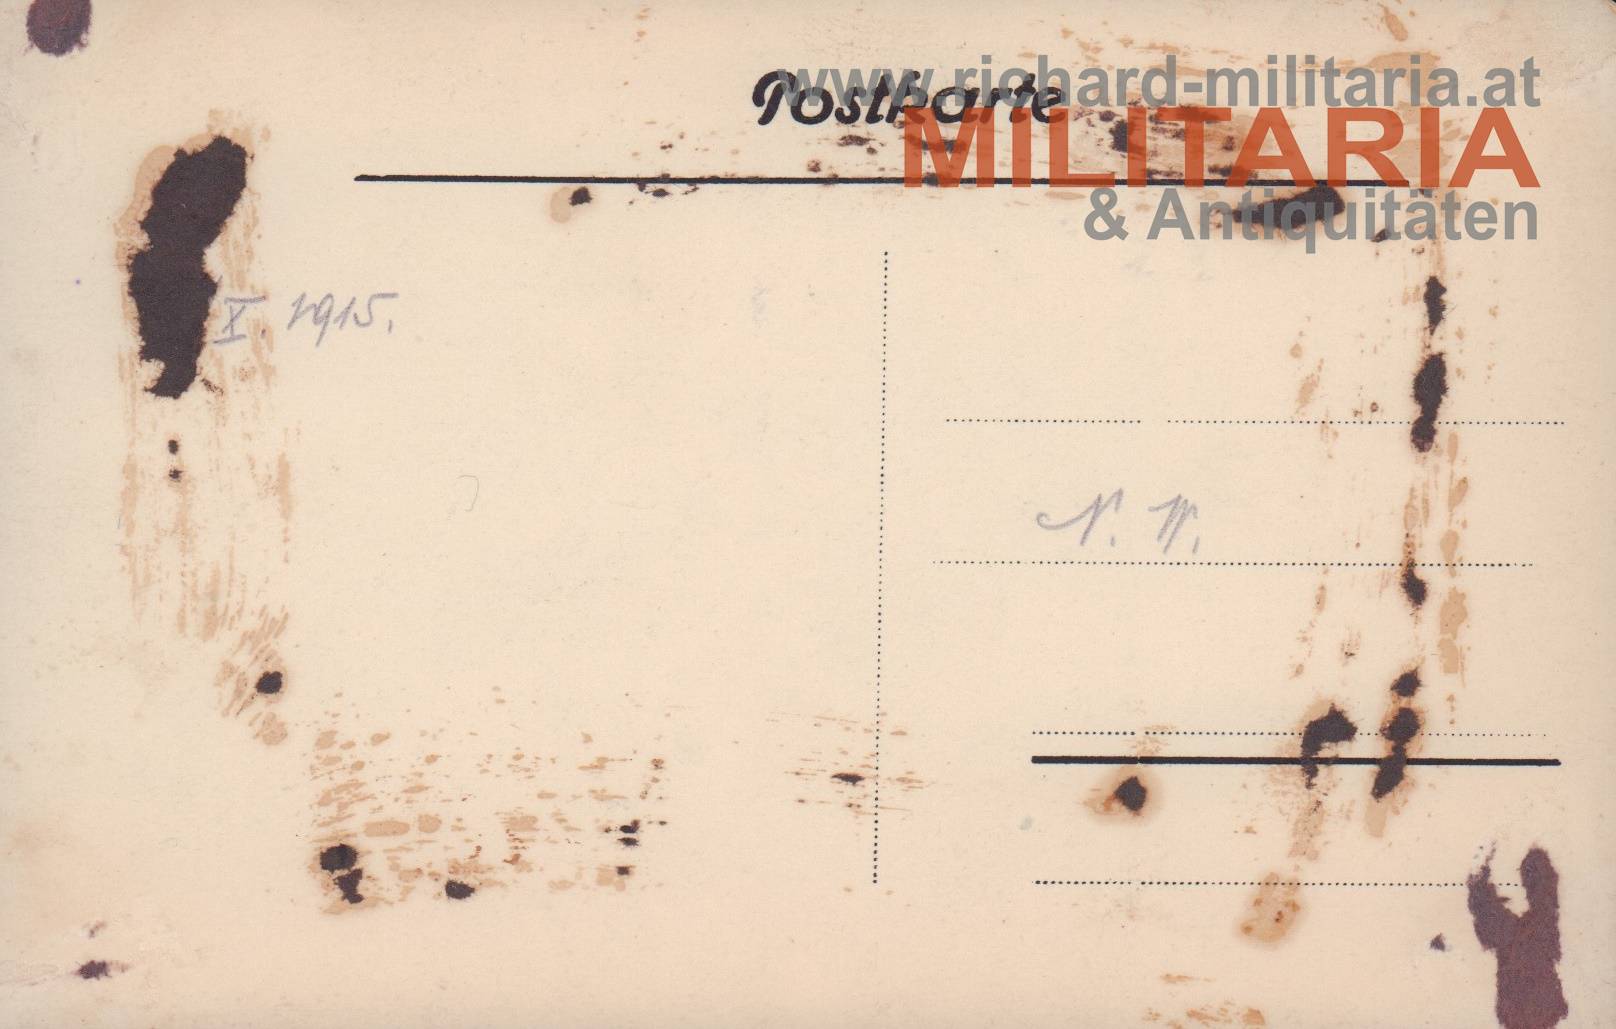 www.richard-militaria.at
Postkarte
MILITARIA
& Antiquitäten
X. 1915.
N. W.